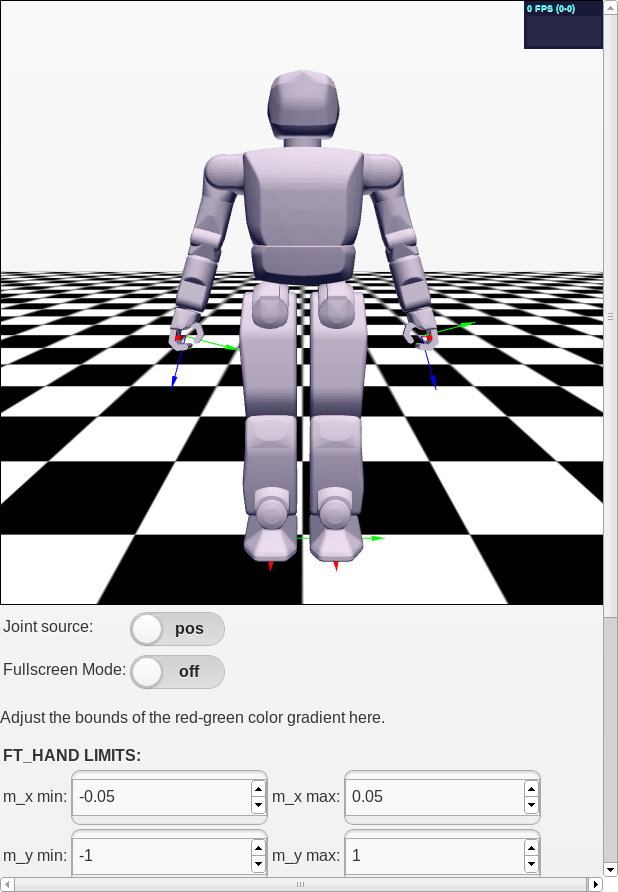 0 FPS (0-0)
Joint source: pos
Fullscreen Mode: off
Adjust the bounds of the red-green color gradient here.
FT_HAND LIMITS:
m_x min: -0.05 m_x max: 0.05
m_y min: -1 m_y max: 1